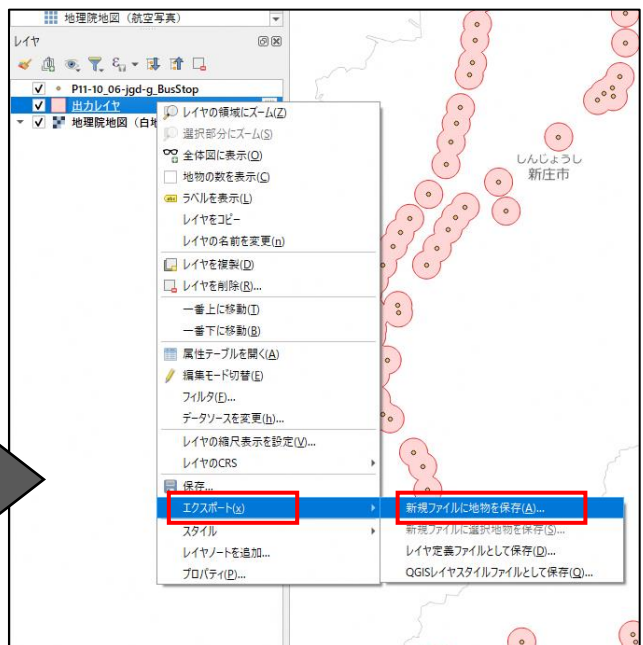 地理院地図（航空写真）
レイヤ
P11-10_06-jgd-g_BusStop
出力レイヤ
地理院地図（白地
レイヤの領域にズーム(Z)
選択部分にズーム(S)
全体図に表示(O)
地物の数を表示(C)
ラベルを表示(L)
レイヤをコピー
レイヤの名前を変更(n)
レイヤを複製(D)
レイヤを削除(R)...
一番上に移動(T)
一番下に移動(B)
属性テーブルを開く(A)
編集モード切替(E)
フィルタ(F)...
データソースを変更(h)...
レイヤの縮尺表示を設定(V)...
レイヤのCRS
保存...
エクスポート(x)
スタイル
レイヤノートを追加...
プロパティ(P)...
新規ファイルに地物を保存(A)...
新規ファイルに選択地物を保存(S)...
レイヤ定義ファイルとして保存(D)...
QGISレイヤスタイルファイルとして保存(Q)...
しんじょうし
新庄市